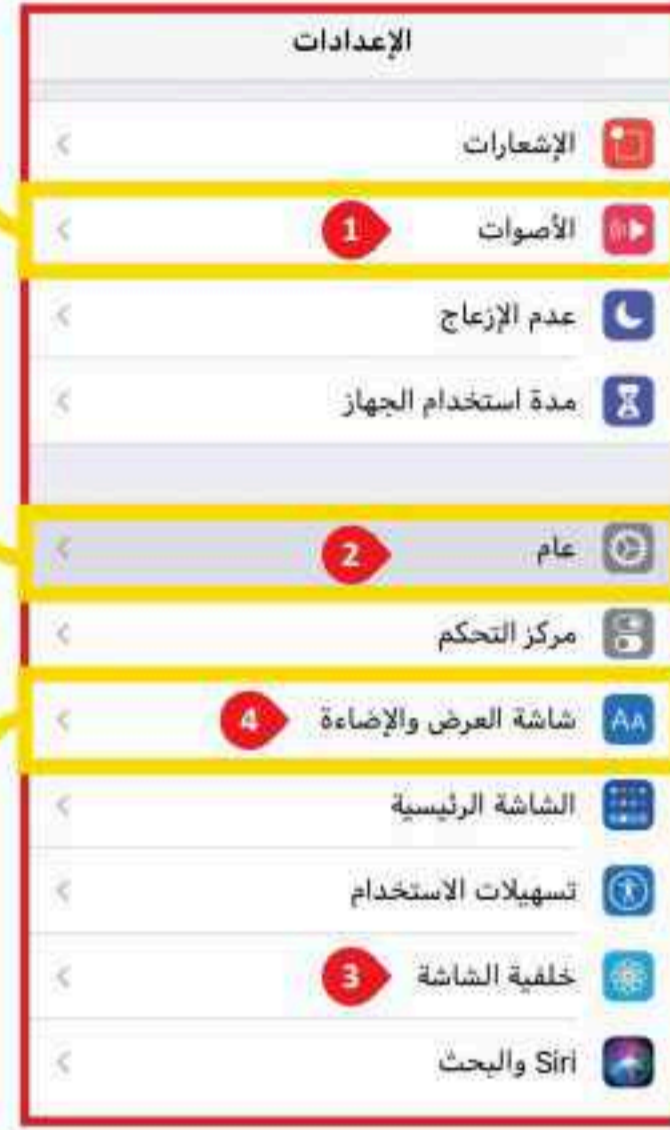 الإعدادات
الإشعارات
الأصوات 1
عدم الإزعاج
مدة استخدام الجهاز
عام 2
مركز التحكم
شاشة العرض والإضاءة 4
AA
الشاشة الرئيسية
تسهيلات الاستخدام
خلفية الشاشة 3
Siri والبحث